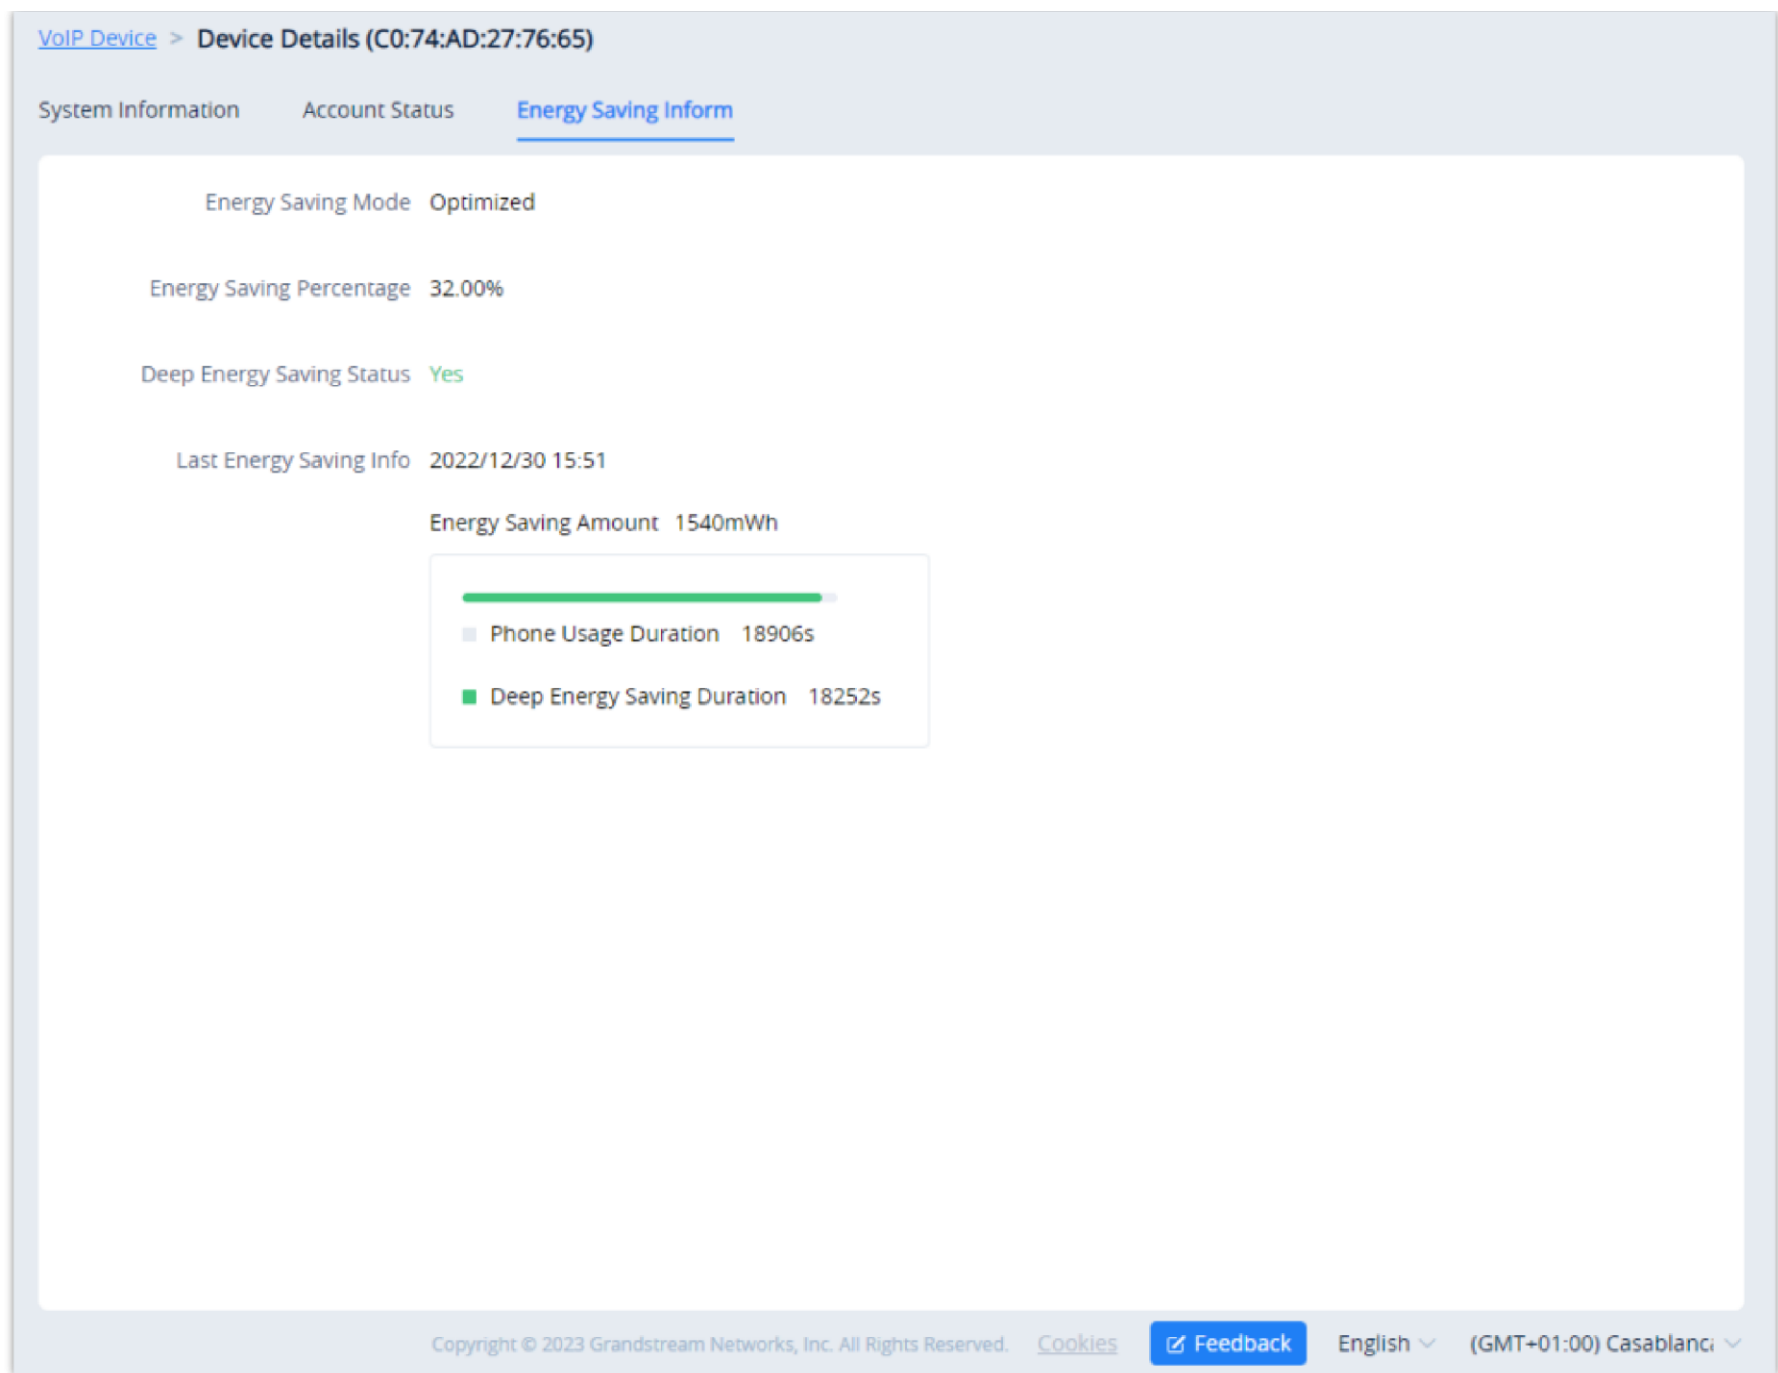 VoIP Device > Device Details (C0:74:AD:27:76:65)
System Information Account Status Energy Saving Inform
Energy Saving Mode Optimized
Energy Saving Percentage 32.00%
Deep Energy Saving Status Yes
Last Energy Saving Info 2022/12/30 15:51
Energy Saving Amount 1540mWh
Phone Usage Duration 18906s
Deep Energy Saving Duration 18252s
Copyright © 2023 Grandstream Networks, Inc. All Rights Reserved. Cookies Feedback English (GMT+01:00) Casablanc